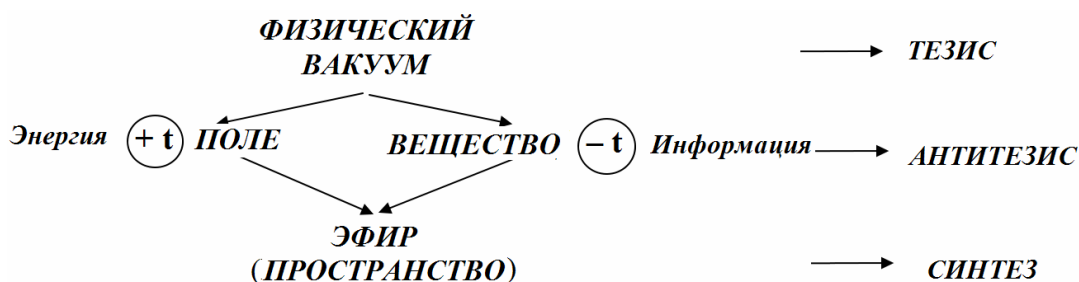 ФИЗИЧЕСКИЙ
ВАКУУМ
ТЕЗИС
Энергия + t ПОЛЕ ВЕЩЕСТВО – t Информация АНТИТЕЗИС
ЭФИР
(ПРОСТРАНСТВО)
СИНТЕЗ